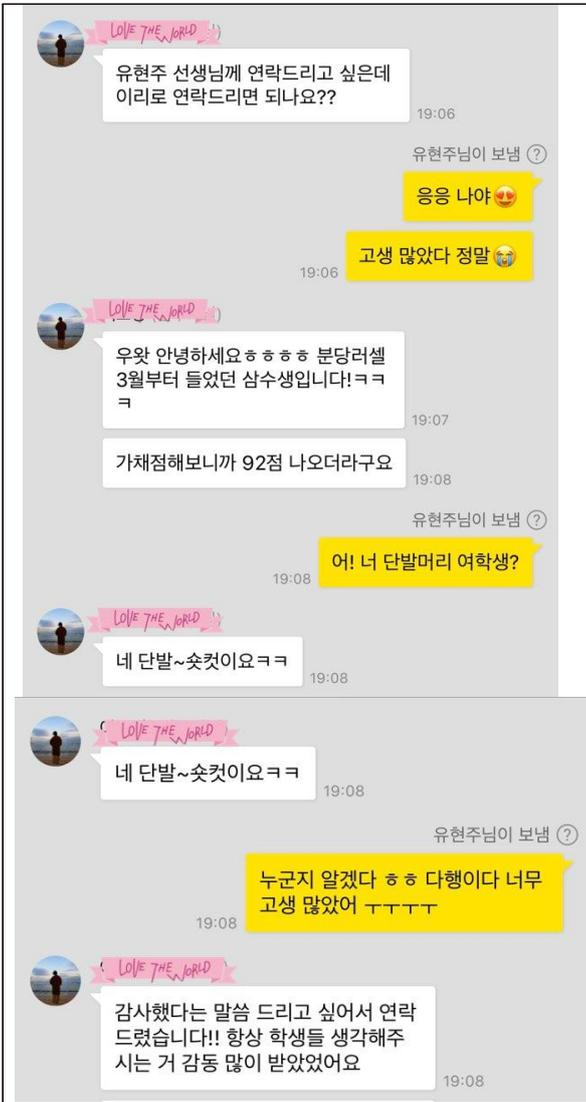 LOVE THE WORLD
유현주 선생님께 연락드리고 싶은데
이리로 연락드리면 되나요??
19:06
유현주님이 보냄 ?
응응 나야😍
고생 많았다 정말😭
19:06
LOVE THE WORLD
우왓 안녕하세요ㅎㅎㅎㅎ 분당러셀
3월부터 들었던 삼수생입니다!ㅋㅋ
ㅋ
19:07
가채점해보니까 92점 나오더라구요
19:08
유현주님이 보냄 ?
어! 너 단발머리 여학생?
19:08
LOVE THE WORLD
네 단발~숏컷이요ㅋㅋ
19:08
LOVE THE WORLD
네 단발~숏컷이요ㅋㅋ
19:08
유현주님이 보냄 ?
누군지 알겠다 ㅎㅎ 다행이다 너무
고생 많았어 ㅜㅜㅜㅜ
19:08
LOVE THE WORLD
감사했다는 말씀 드리고 싶어서 연락
드렸습니다!! 항상 학생들 생각해주
시는 거 감동 많이 받았었어요
19:08